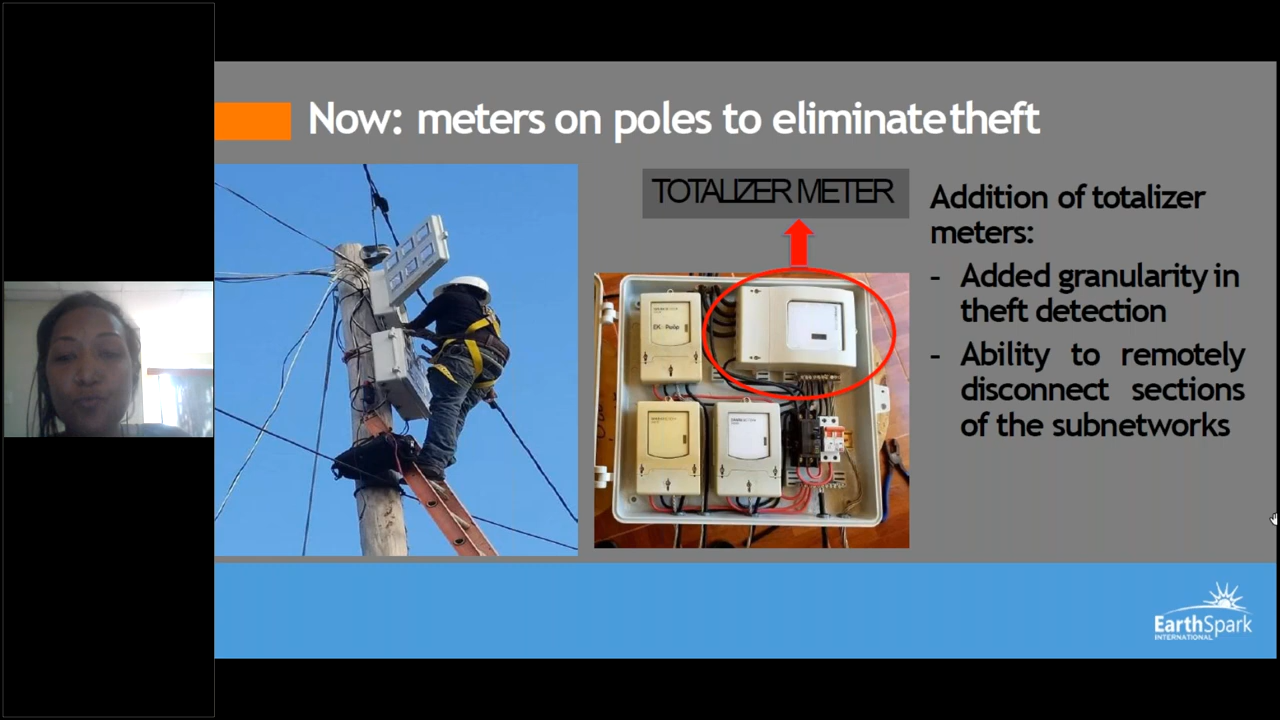 Now: meters on poles to eliminate theft
TOTALIZER METER
Addition of totalizer
meters:
- Added granularity in
theft detection
- Ability to remotely
disconnect sections
of the subnetworks
EarthSpark
INTERNATIONAL